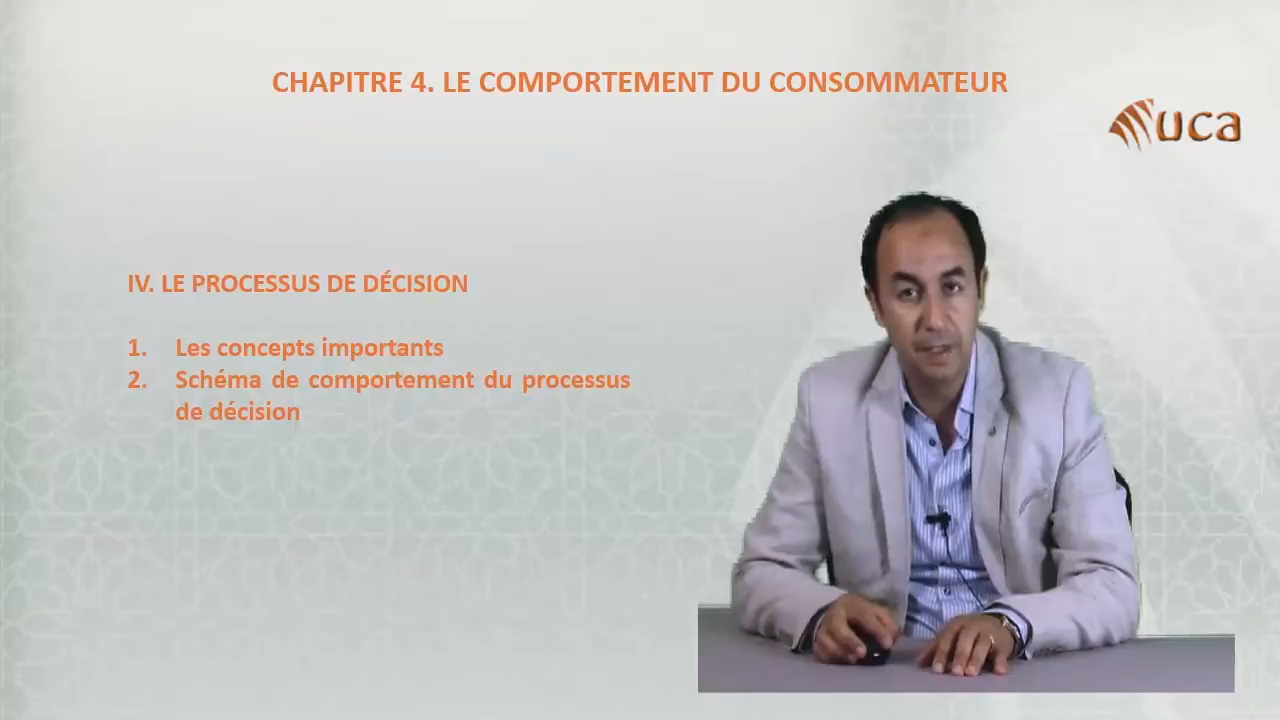 CHAPITRE 4. LE COMPORTEMENT DU CONSOMMATEUR
uca
IV. LE PROCESSUS DE DÉCISION
1. Les concepts importants
2. Schéma de comportement du processus
de décision